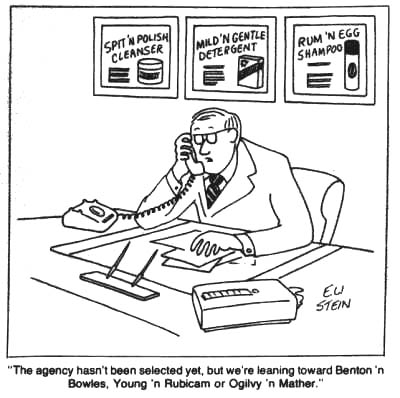 SPIT 'N POLISH
CLEANSER
MILD 'N GENTLE
DETERGENT
RUM 'N EGG
SHAMPOO
ELI
STEIN
"The agency hasn't been selected yet, but we're leaning toward Benton 'n
Bowles, Young 'n Rubicam or Ogilvy 'n Mather."